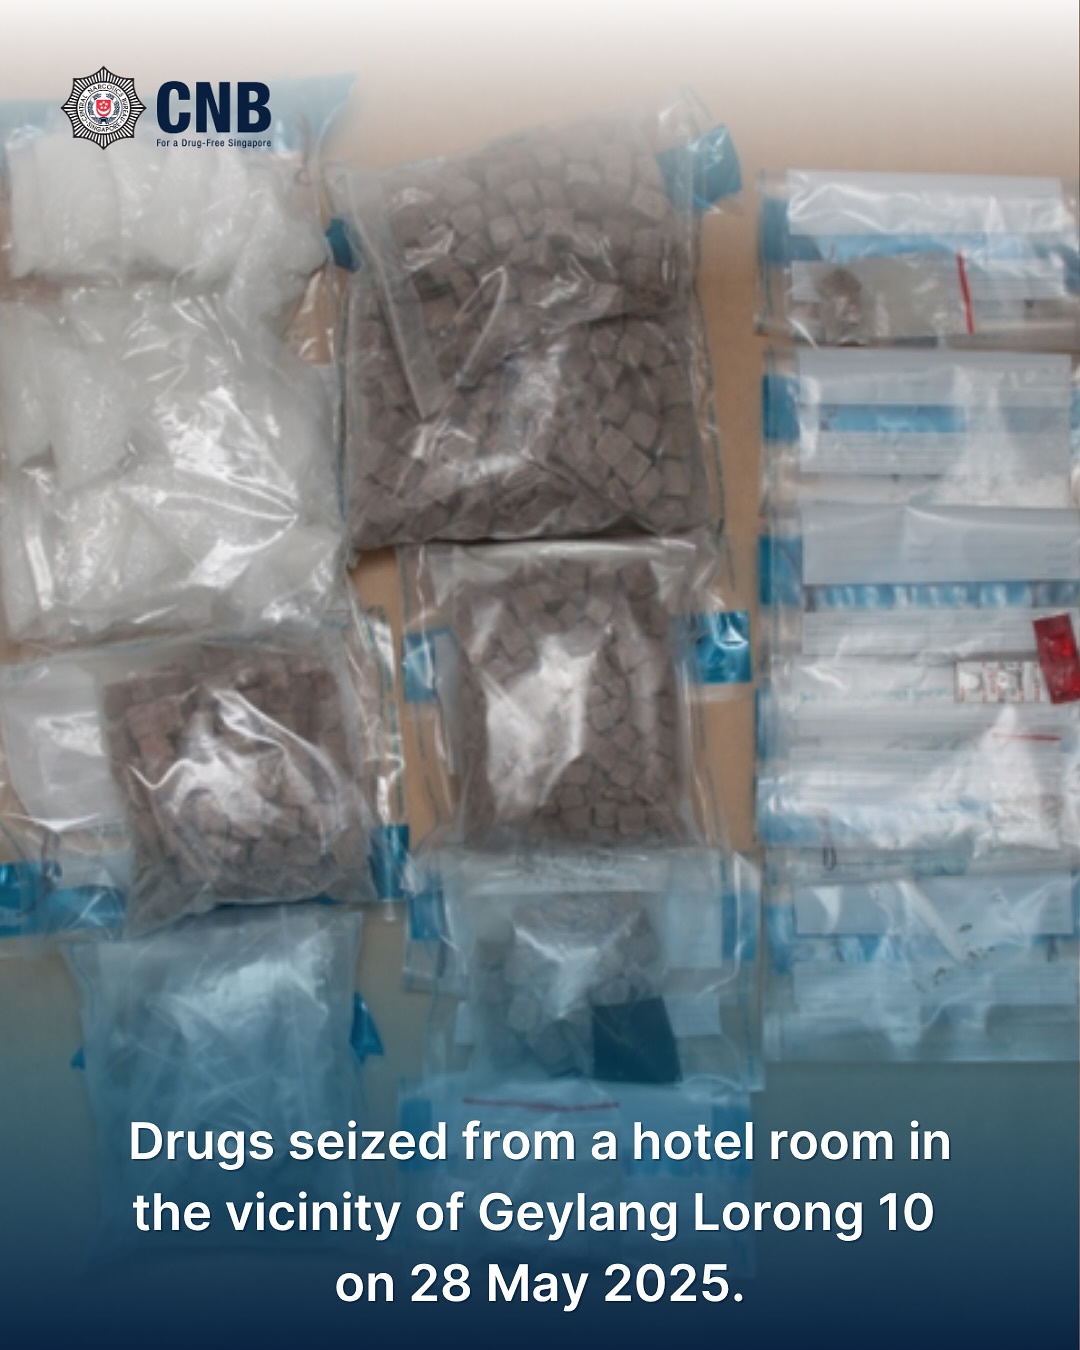 CENTRAL NARCOTICS BUREAU
SINGAPORE
CNB
For a Drug-Free Singapore
Drugs seized from a hotel room in
the vicinity of Geylang Lorong 10
on 28 May 2025.